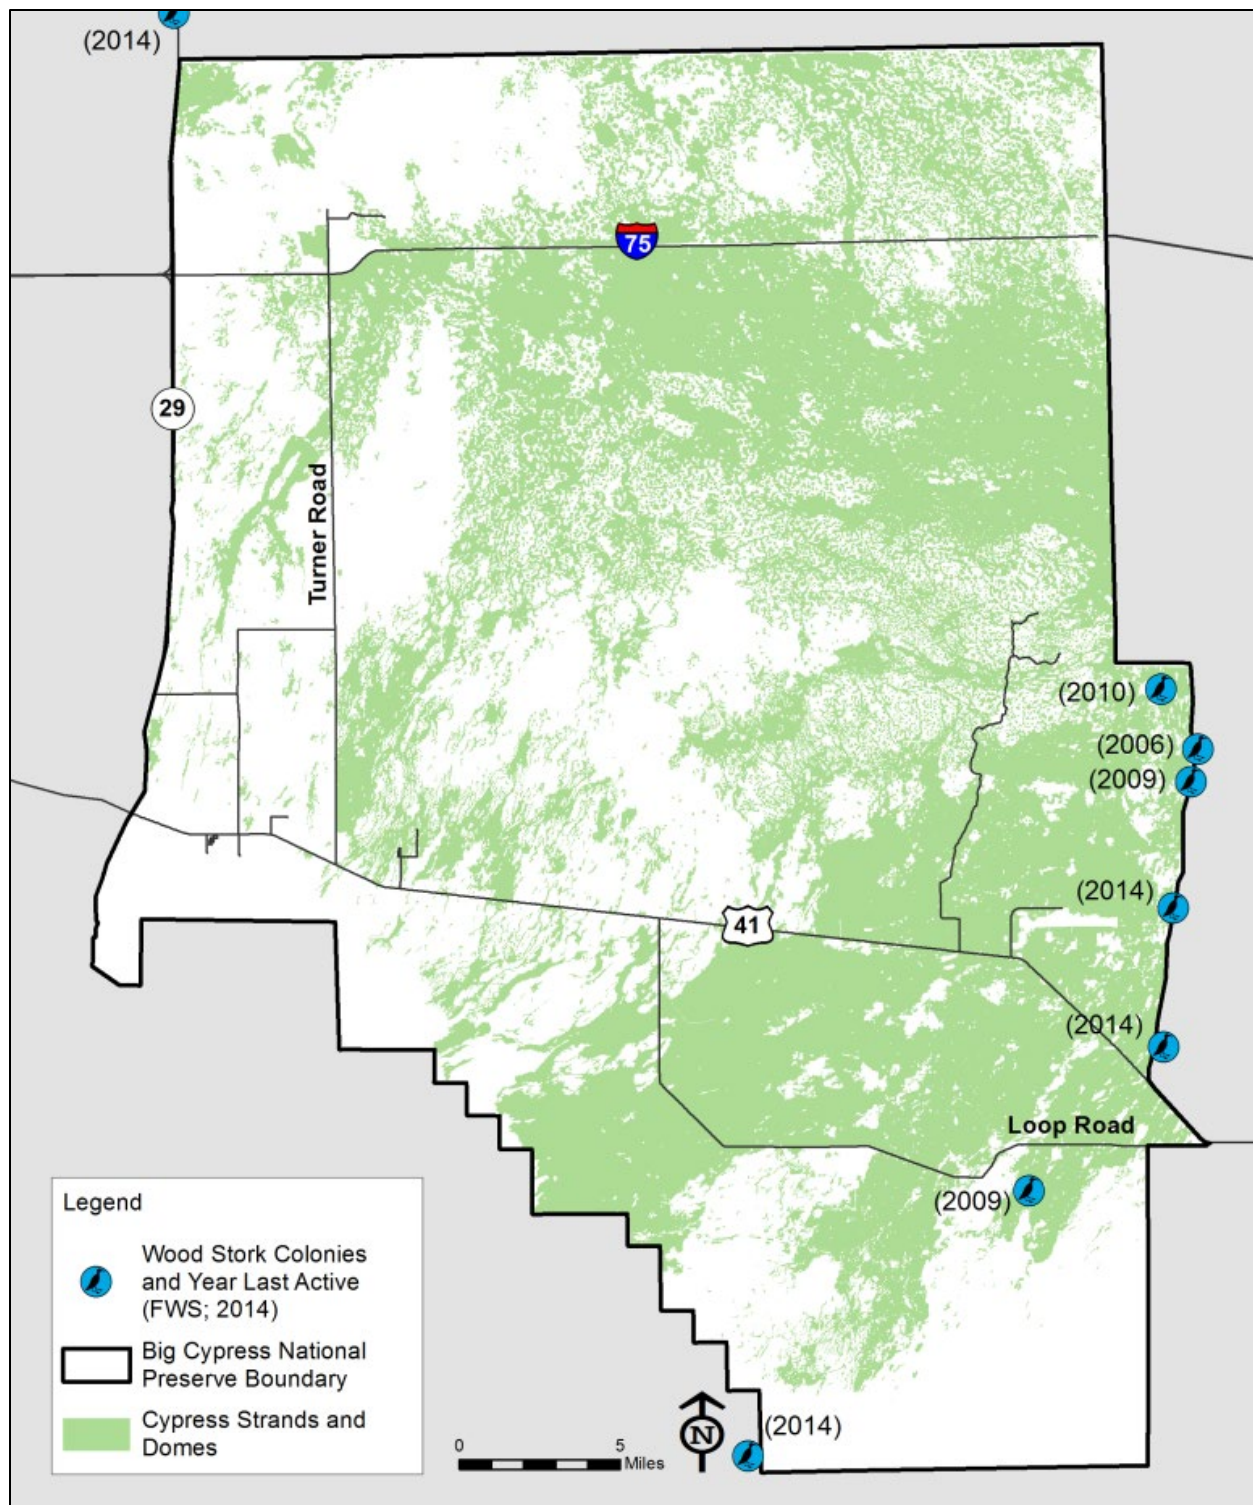 (2014)
75
29
Turner Road
(2010)
(2006)
(2009)
(2014)
41
(2014)
Loop Road
(2009)
Legend
Wood Stork Colonies
and Year Last Active
(FWS; 2014)
Big Cypress National
Preserve Boundary
Cypress Strands and
Domes
0 5
Miles
N
(2014)